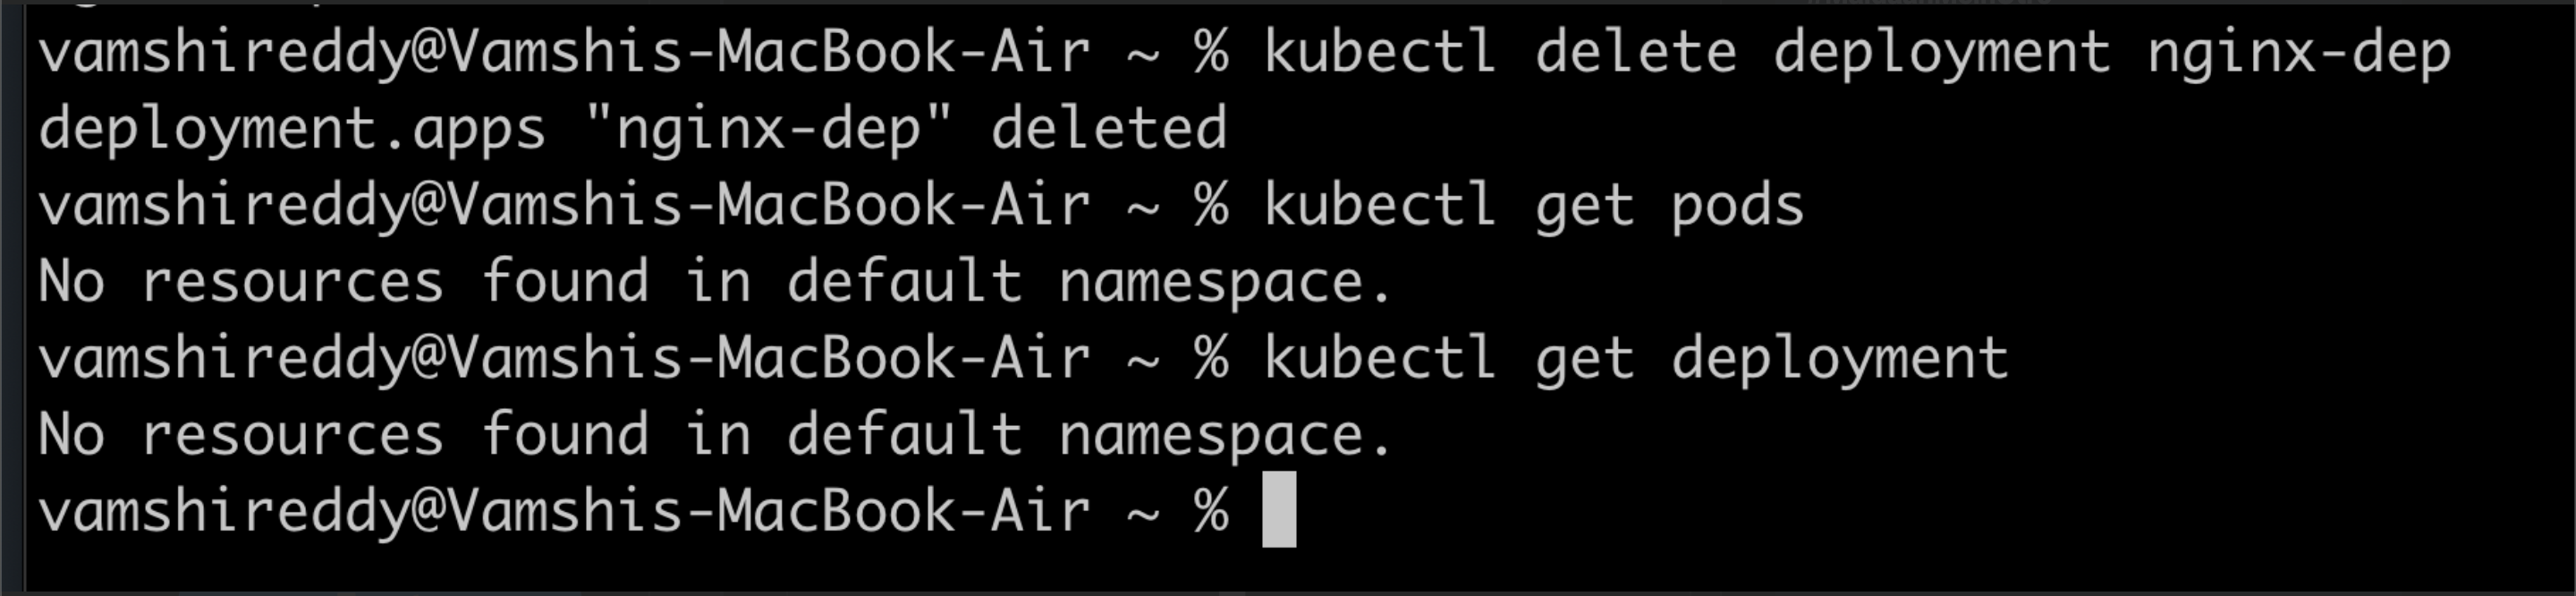 vamshireddy@Vamshis-MacBook-Air ~ % kubectl delete deployment nginx-dep
deployment.apps "nginx-dep" deleted
vamshireddy@Vamshis-MacBook-Air ~ % kubectl get pods
No resources found in default namespace.
vamshireddy@Vamshis-MacBook-Air ~ % kubectl get deployment
No resources found in default namespace.
vamshireddy@Vamshis-MacBook-Air ~ %